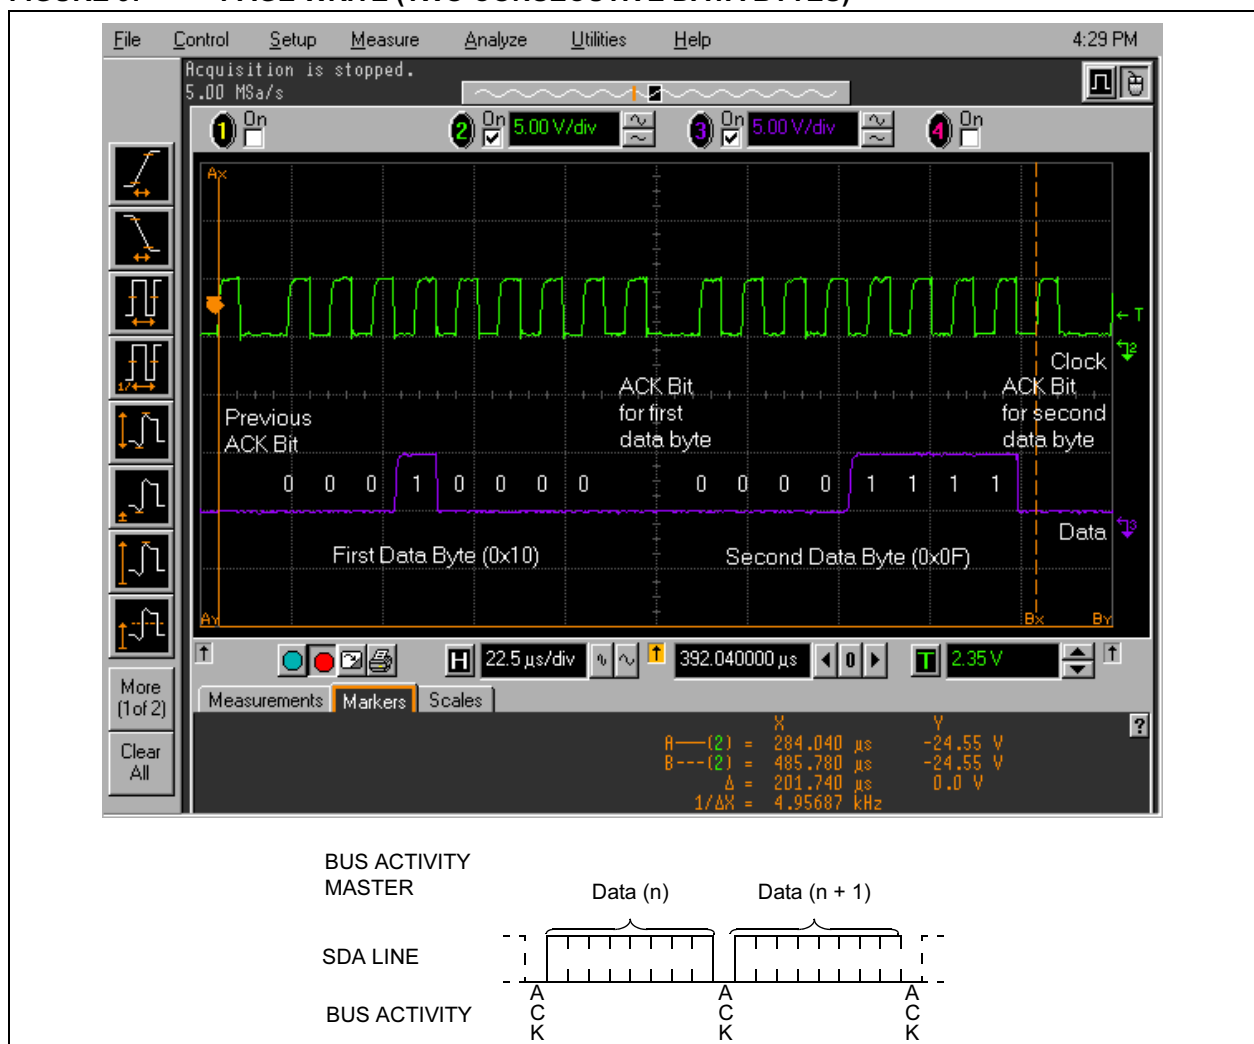 File Control Setup Measure Analyze Utilities Help 4:29 PM
Acquisition is stopped.
5.00 MSa/s
1 On 2 On 5.00 V/div 3 On 5.00 V/div 4 On
Ax
T
2
Clock
Previous
ACK Bit
ACK Bit
for first
data byte
ACK Bit
for second
data byte
0 0 0 1 0 0 0 0 0 0 0 0 1 1 1 1
3
Data
First Data Byte (0x10) Second Data Byte (0x0F)
Ay Bx By
H 22.5 µs/div 392.040000 µs 0 T 2.35 V
More
(1 of 2)
Clear
All
Measurements Markers Scales
X Y
A---(2) = 284.040 µs -24.55 V
B---(2) = 485.780 µs -24.55 V
Δ = 201.740 µs 0.0 V
1/ΔX = 4.95687 kHz
?
BUS ACTIVITY
MASTER
Data (n) Data (n + 1)
SDA LINE
BUS ACTIVITY
ACK ACK ACK